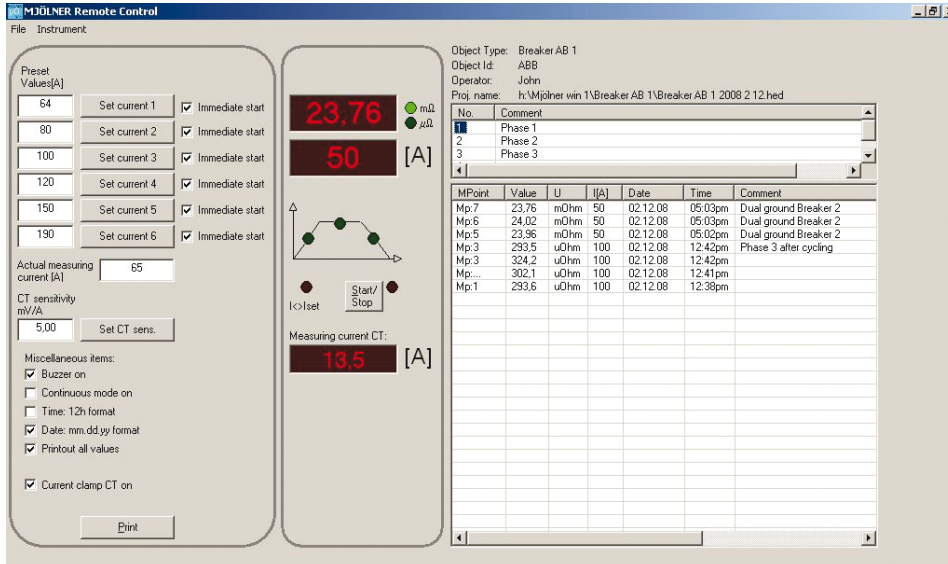 MJÖLNER Remote Control
File Instrument
Preset
Values[A]
64 Set current 1 Immediate start
80 Set current 2 Immediate start
100 Set current 3 Immediate start
120 Set current 4 Immediate start
150 Set current 5 Immediate start
190 Set current 6 Immediate start
Actual measuring
current [A]
65
CT sensitivity
mV/A
5,00 Set CT sens.
Miscellaneous items:
Buzzer on
Continuous mode on
Time: 12h format
Date: mm.dd.yy format
Printout all values
Current clamp CT on
Print
23,76 mΩ
µΩ
50 [A]
I<>Iset
Start/
Stop
Measuring current CT:
13,5 [A]
Object Type: Breaker AB 1
Object Id: ABB
Operator: John
Proj. name: h:\Mjölner win 1\Breaker AB 1\Breaker AB 1 2008 2 12.hed
No. Comment
1 Phase 1
2 Phase 2
3 Phase 3
MPoint Value U I[A] Date Time Comment
Mp:7 23,76 mOhm 50 02.12.08 05:03pm Dual ground Breaker 2
Mp:6 24,02 mOhm 50 02.12.08 05:03pm Dual ground Breaker 2
Mp:5 23,96 mOhm 50 02.12.08 05:02pm Dual ground Breaker 2
Mp:3 293,5 uOhm 100 02.12.08 12:42pm Phase 3 after cycling
Mp:3 324,2 uOhm 100 02.12.08 12:42pm
Mp:... 302,1 uOhm 100 02.12.08 12:41pm
Mp:1 293,6 uOhm 100 02.12.08 12:38pm